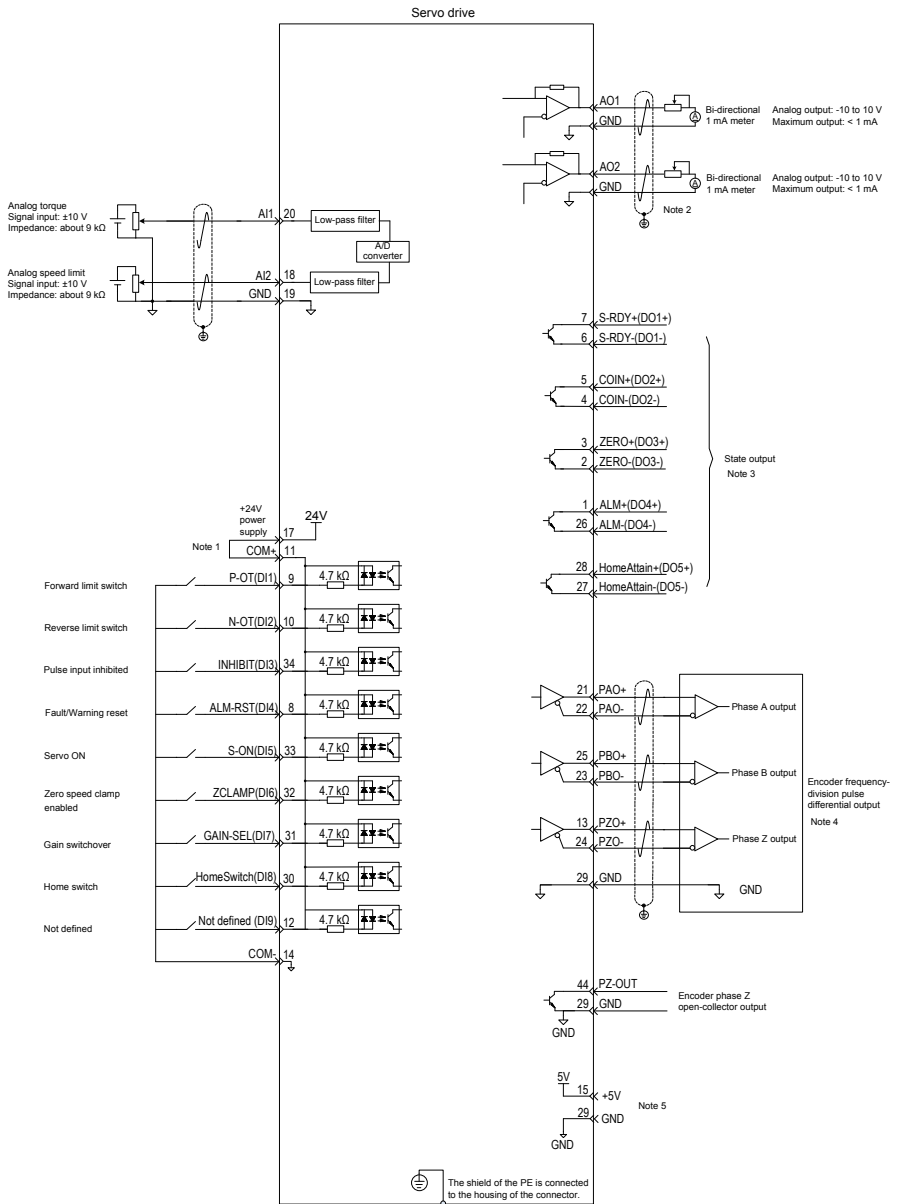 Servo drive
AO1
GND
Bi-directional
1 mA meter
Analog output: -10 to 10 V
Maximum output: < 1 mA
A
AO2
GND
Bi-directional
1 mA meter
Analog output: -10 to 10 V
Maximum output: < 1 mA
A
Note 2
Analog torque
Signal input: ±10 V
Impedance: about 9 kΩ
AI1 20
Low-pass filter
A/D
converter
Analog speed limit
Signal input: ±10 V
Impedance: about 9 kΩ
AI2 18
Low-pass filter
GND 19
7 S-RDY+(DO1+)
6 S-RDY-(DO1-)
5 COIN+(DO2+)
4 COIN-(DO2-)
3 ZERO+(DO3+)
2 ZERO-(DO3-)
1 ALM+(DO4+)
26 ALM-(DO4-)
28 HomeAttain+(DO5+)
27 HomeAttain-(DO5-)
State output
Note 3
+24V
power
supply
17
24V
Note 1
COM+ 11
Forward limit switch
P-OT(DI1) 9 4.7 kΩ
Reverse limit switch
N-OT(DI2) 10 4.7 kΩ
Pulse input inhibited
INHIBIT(DI3) 34 4.7 kΩ
Fault/Warning reset
ALM-RST(DI4) 8 4.7 kΩ
Servo ON
S-ON(DI5) 33 4.7 kΩ
Zero speed clamp
enabled
ZCLAMP(DI6) 32 4.7 kΩ
Gain switchover
GAIN-SEL(DI7) 31 4.7 kΩ
Home switch
HomeSwitch(DI8) 30 4.7 kΩ
Not defined
Not defined (DI9) 12 4.7 kΩ
COM- 14
21 PAO+
22 PAO-
Phase A output
25 PBO+
23 PBO-
Phase B output
13 PZO+
24 PZO-
Phase Z output
29 GND
GND
Encoder frequency-
division pulse
differential output
Note 4
44 PZ-OUT
29 GND
GND
Encoder phase Z
open-collector output
5V
15 +5V
29 GND
GND
Note 5
The shield of the PE is connected
to the housing of the connector.